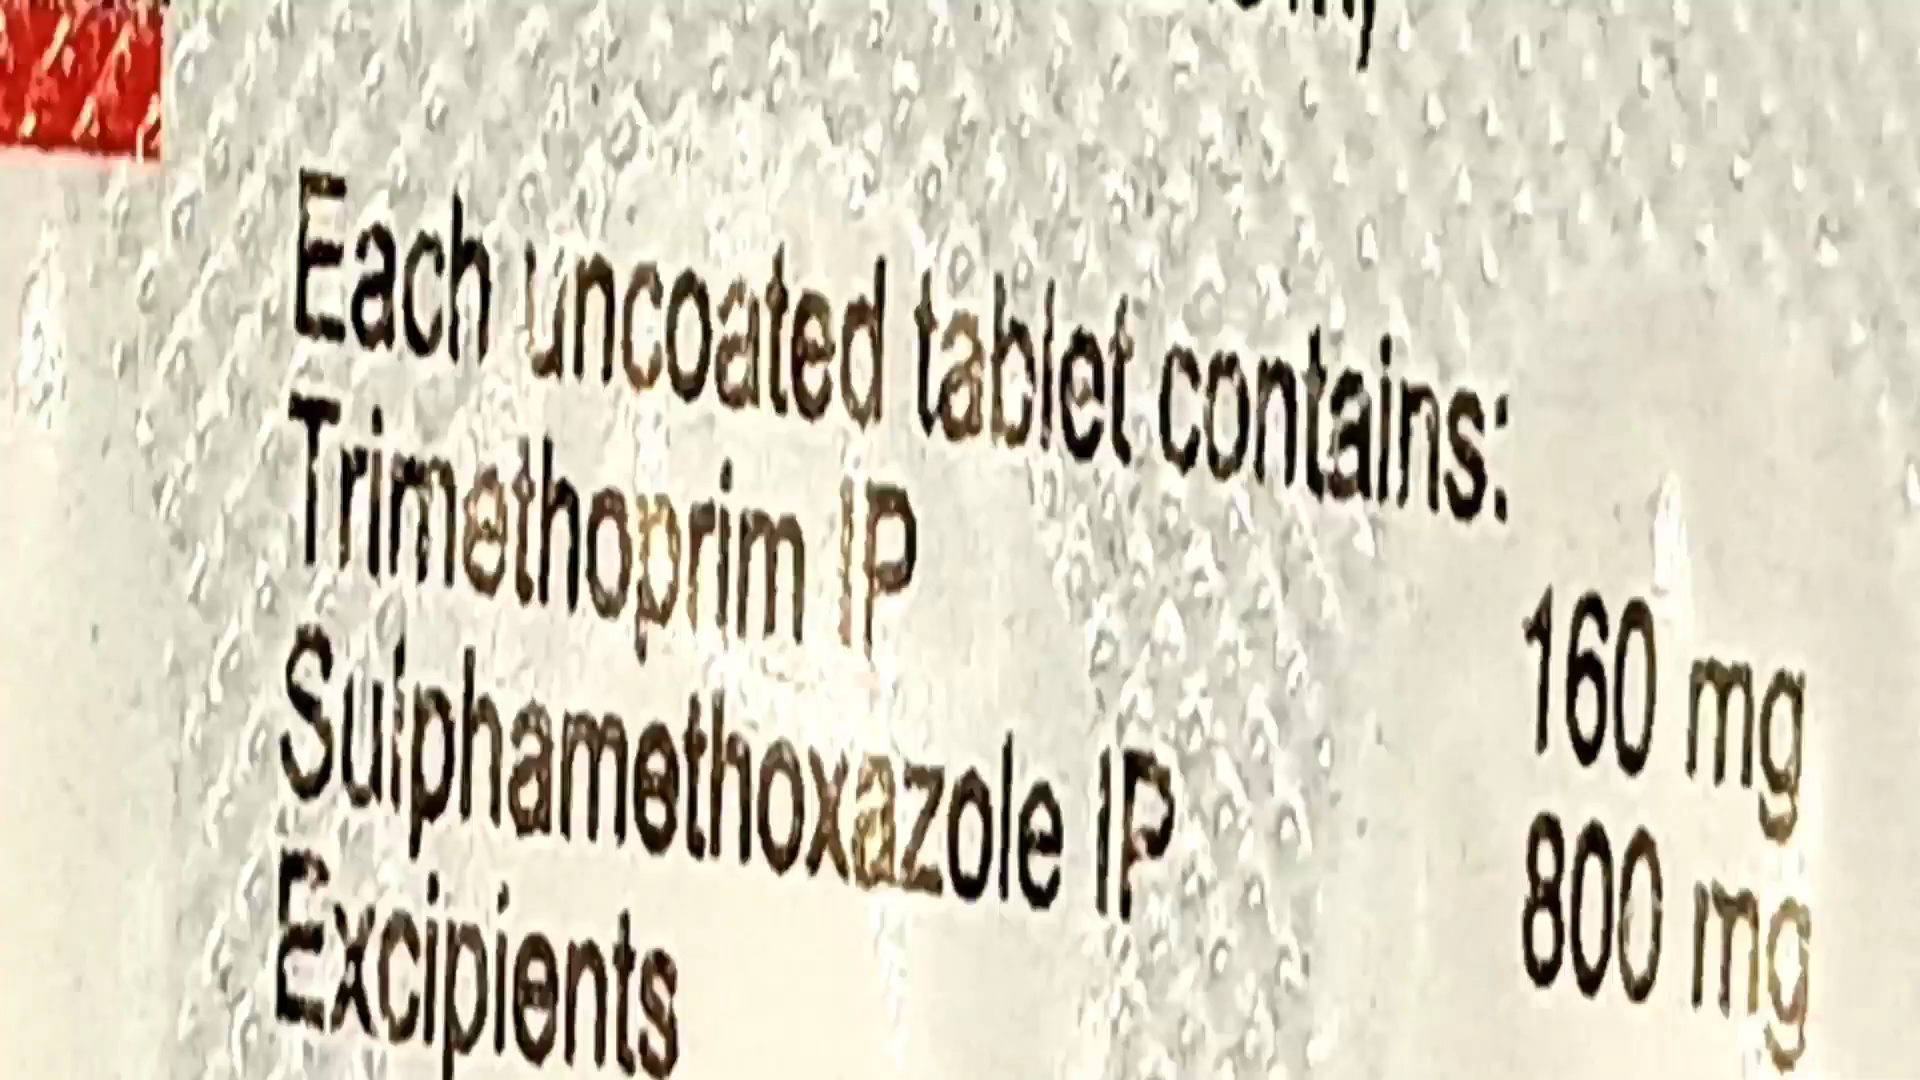 Each uncoated tablet contains:
Trimethoprim IP 160 mg
Sulphamethoxazole IP 800 mg
Excipients